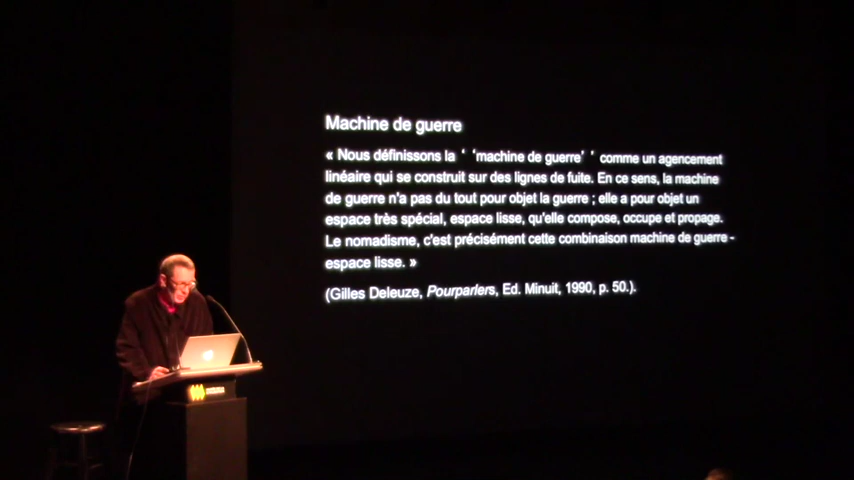 Machine de guerre
« Nous définissons la ‘ ‘machine de guerre’ ’ comme un agencement
linéaire qui se construit sur des lignes de fuite. En ce sens, la machine
de guerre n'a pas du tout pour objet la guerre ; elle a pour objet un
espace très spécial, espace lisse, qu'elle compose, occupe et propage.
Le nomadisme, c'est précisément cette combinaison machine de guerre -
espace lisse. »
(Gilles Deleuze, Pourparlers, Ed. Minuit, 1990, p. 50.).